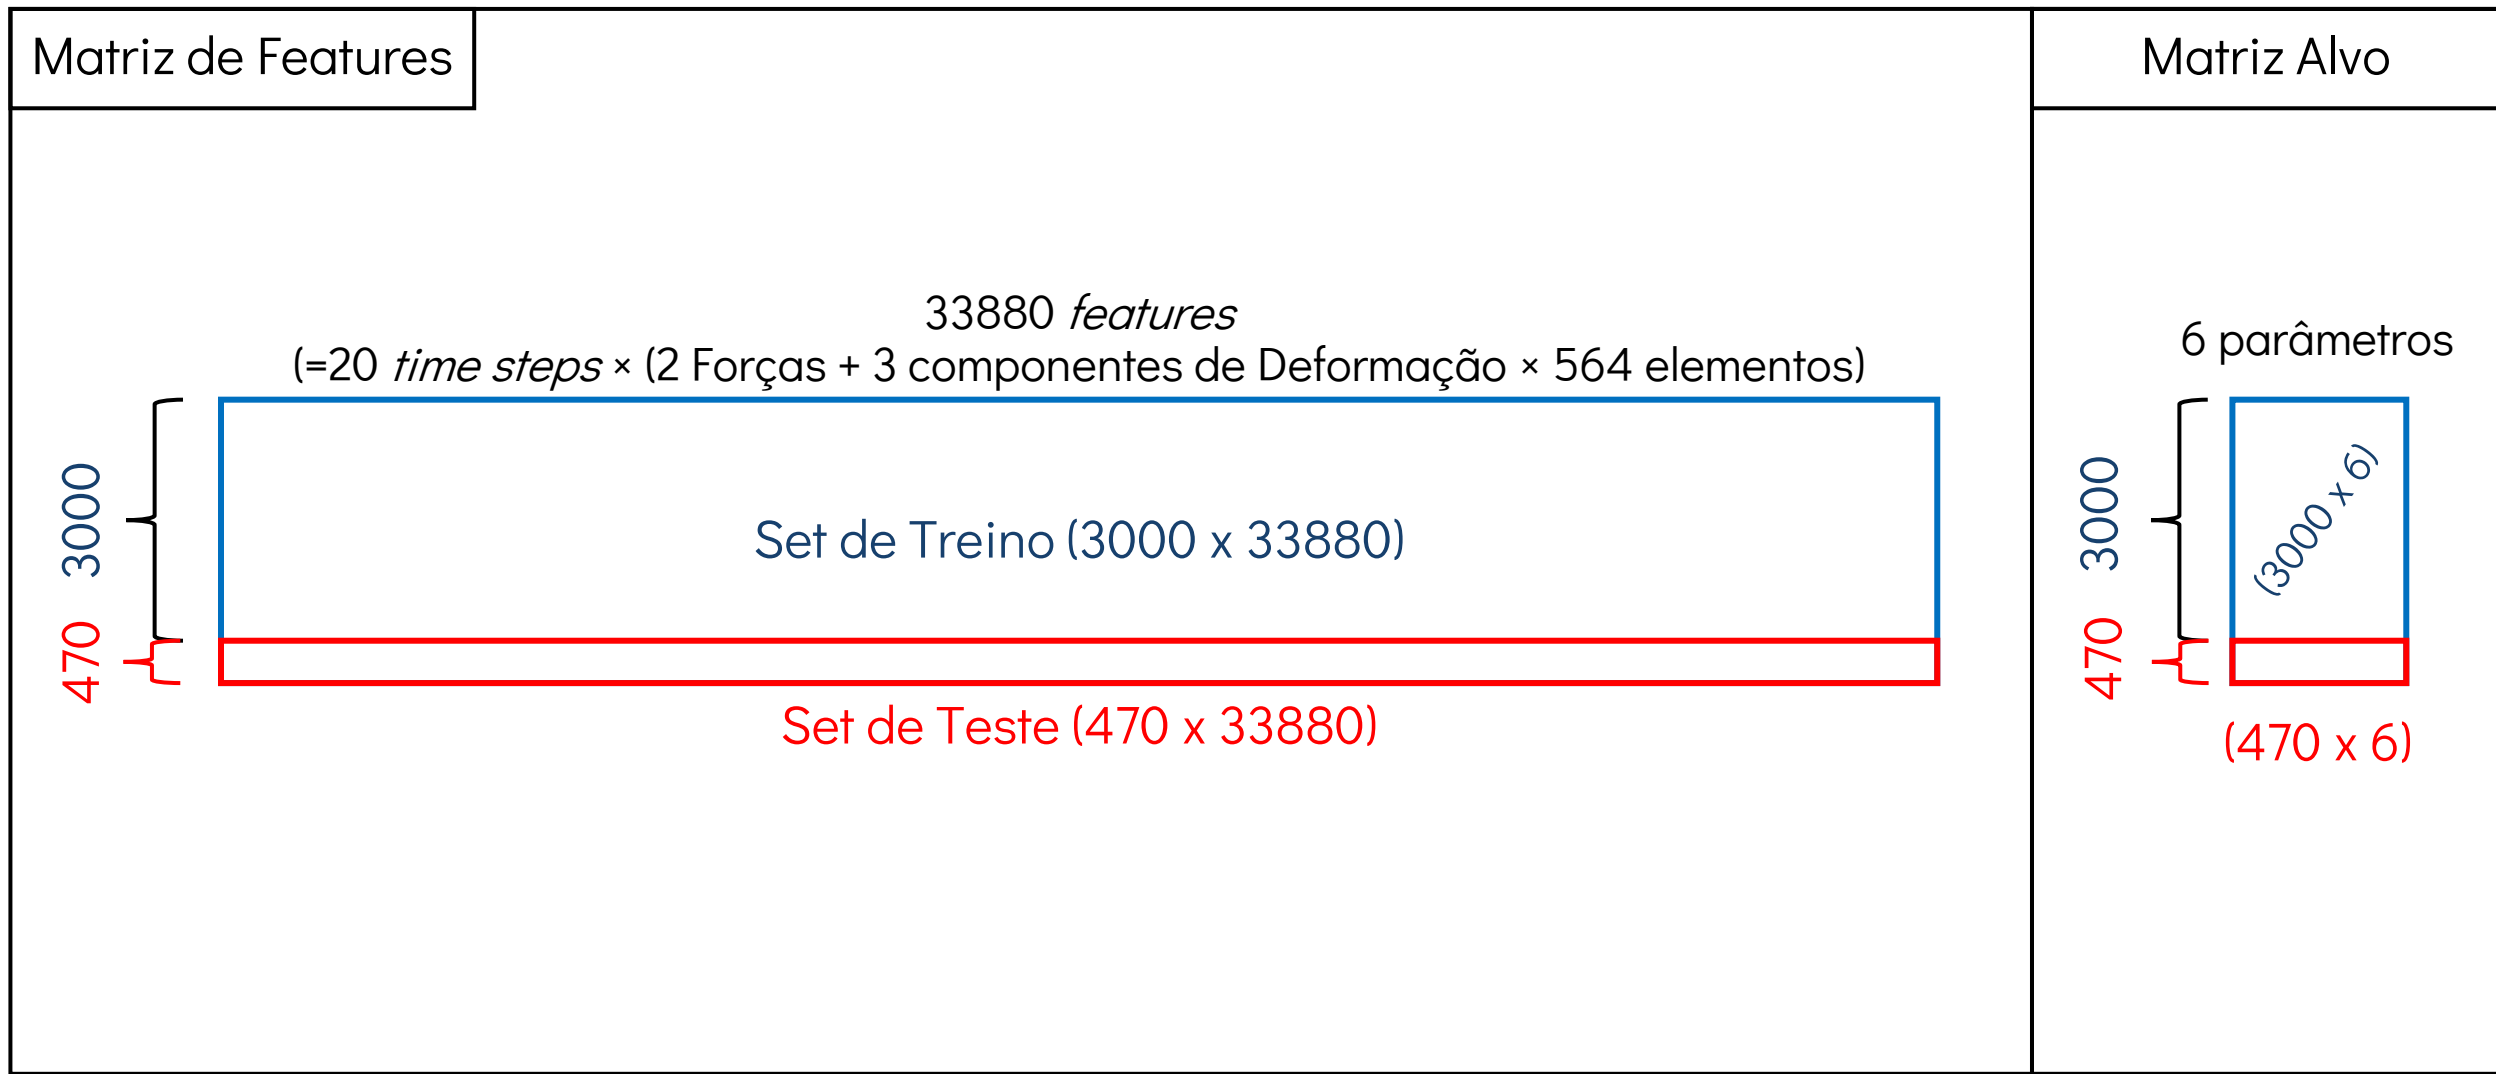 Matriz de Features
Matriz Alvo
33880 features
(=20 time steps × (2 Forças + 3 componentes de Deformação × 564 elementos)
6 parâmetros
3000
Set de Treino (3000 x 33880)
3000
(3000 x 6)
470
470
Set de Teste (470 x 33880)
(470 x 6)